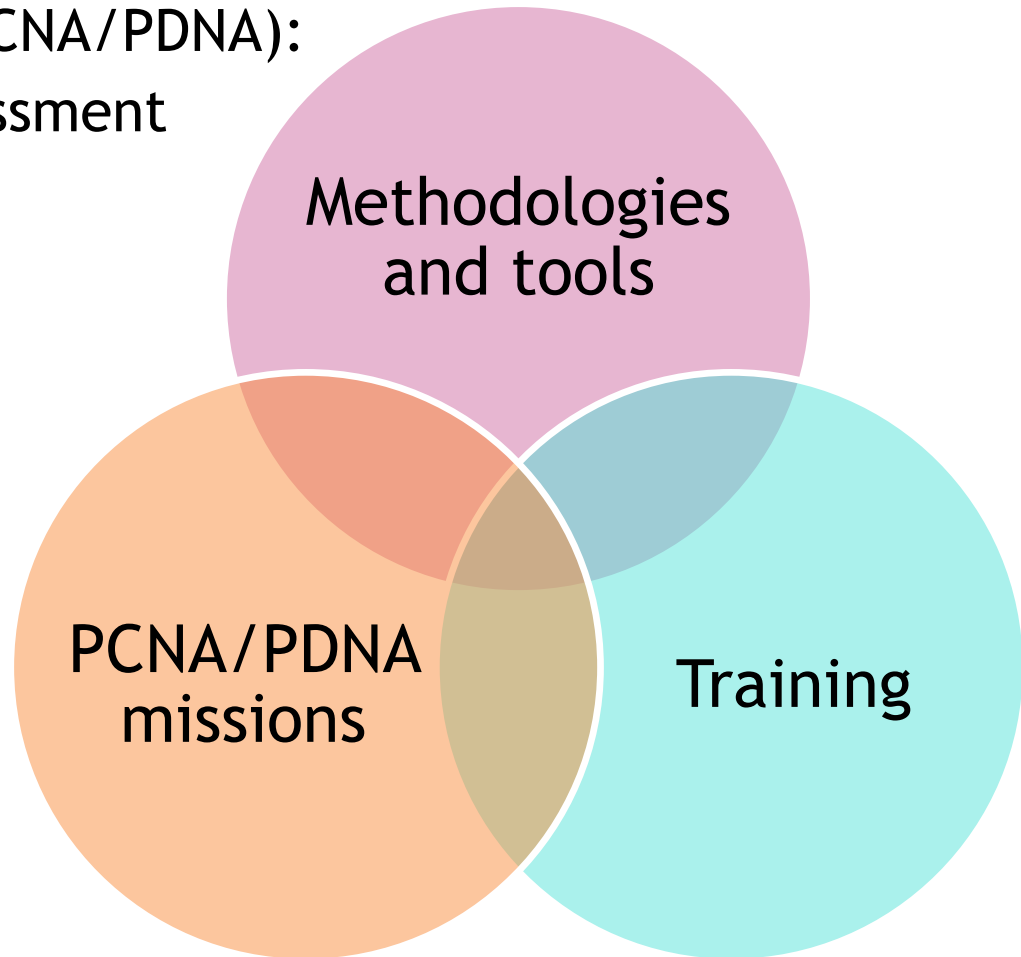 CNA/PDNA):
ssment
Methodologies
and tools
PCNA/PDNA
missions
Training